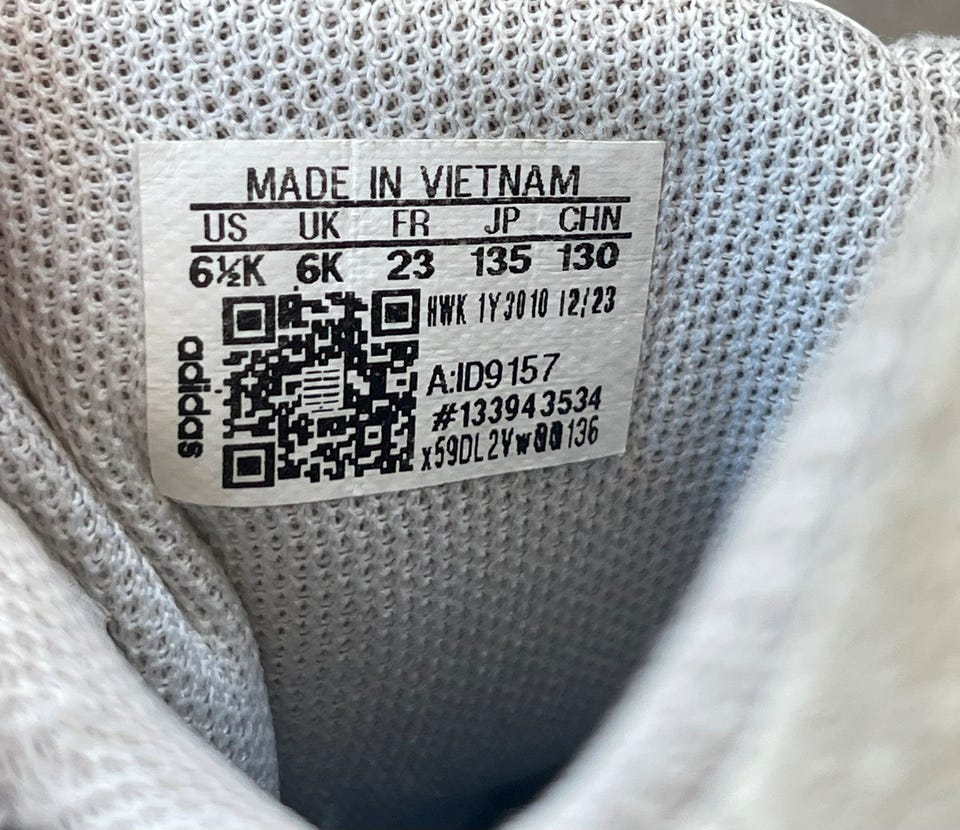 MADE IN VIETNAM
US UK FR JP CHN
6½K 6K 23 135 130
HWK 1Y3010 12/23
adidas
A:ID9157
#133943534